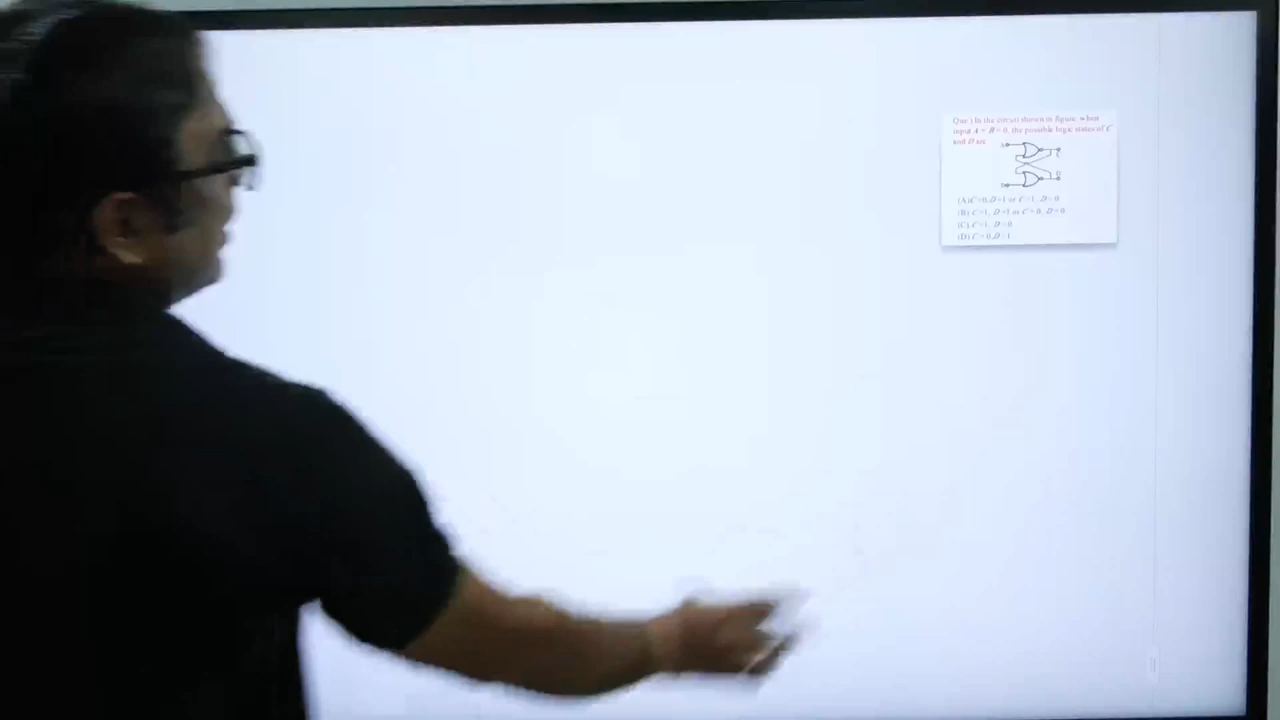 Que:) In the circuit shown in figure, when
input A = B = 0, the possible logic states of C
and D are
A
C
D
B
(A) C=0, D=1 or C=1, D=0
(B) C=1, D=1 or C=0, D=0
(C) C=1, D=0
(D) C=0, D=1